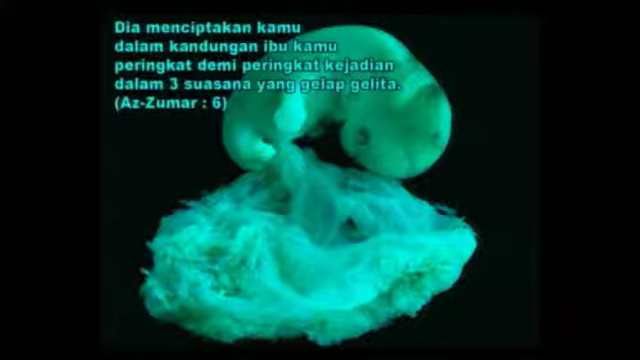 Dia menciptakan kamu
dalam kandungan ibu kamu
peringkat demi peringkat kejadian
dalam 3 suasana yang gelap gelita.
(Az-Zumar : 6)